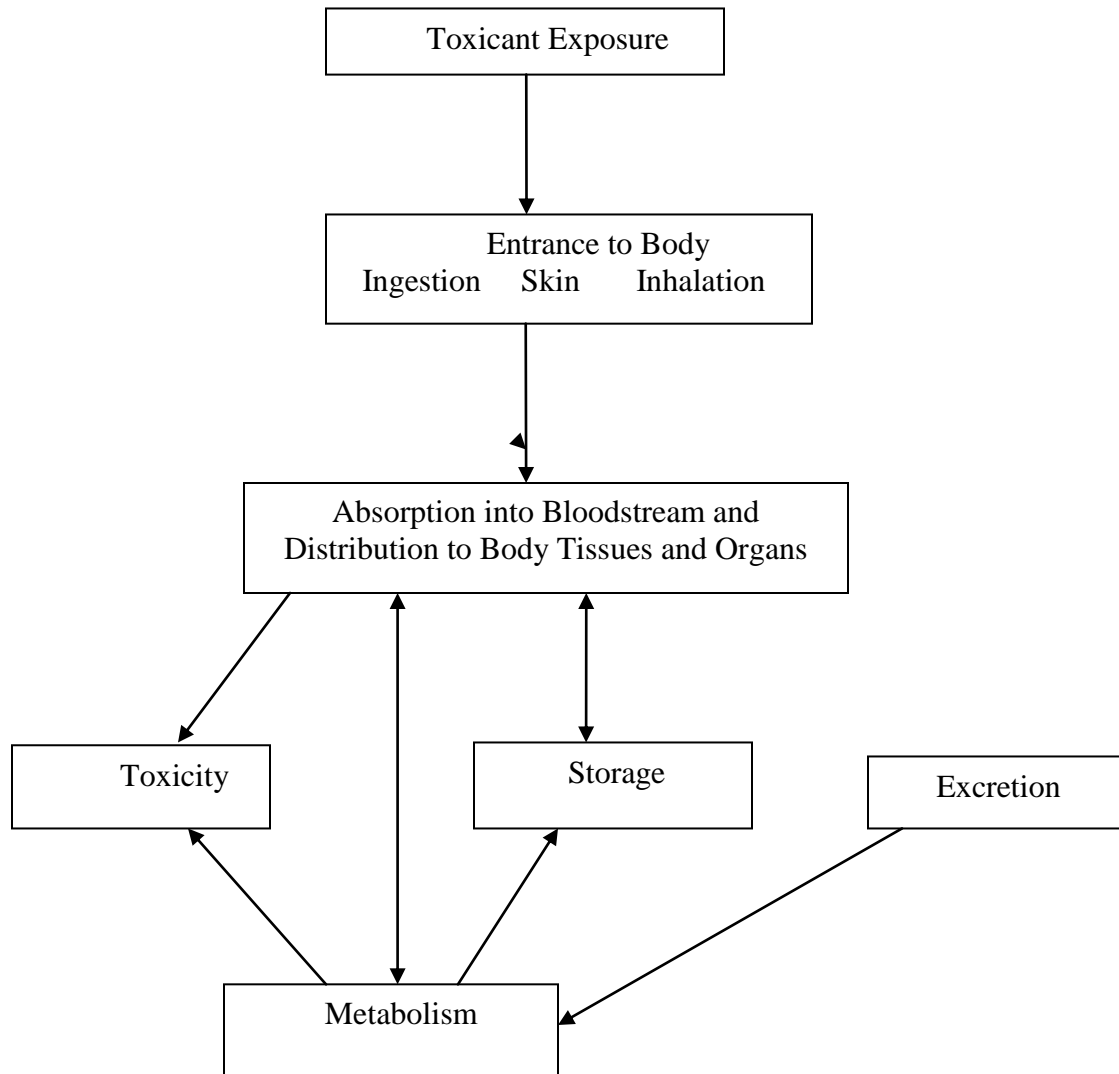 Toxicant Exposure
Entrance to Body
Ingestion Skin Inhalation
Absorption into Bloodstream and
Distribution to Body Tissues and Organs
Toxicity
Storage
Excretion
Metabolism